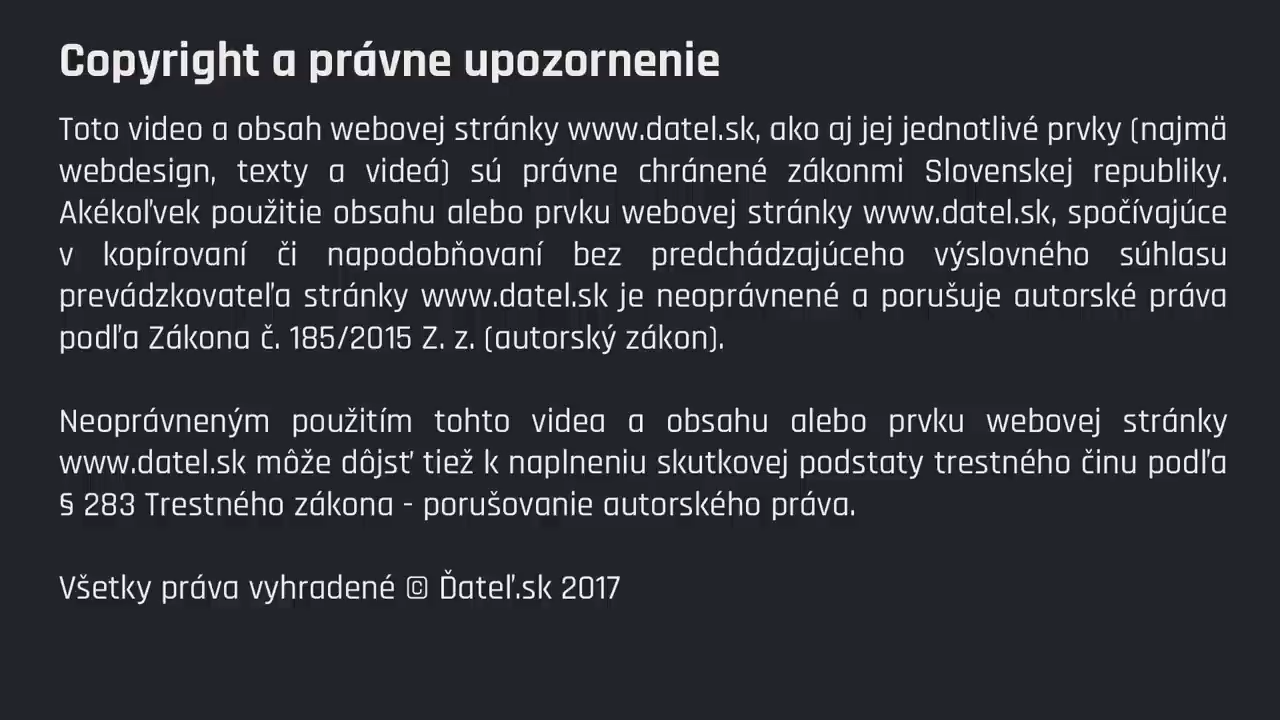 Copyright a právne upozornenie
Toto video a obsah webovej stránky www.datel.sk, ako aj jej jednotlivé prvky (najmä
webdesign, texty a videá) sú právne chránené zákonmi Slovenskej republiky.
Akékoľvek použitie obsahu alebo prvku webovej stránky www.datel.sk, spočívajúce
v kopírovaní či napodobňovaní bez predchádzajúceho výslovného súhlasu
prevádzkovateľa stránky www.datel.sk je neoprávnené a porušuje autorské práva
podľa Zákona č. 185/2015 Z. z. (autorský zákon).
Neoprávneným použitím tohto videa a obsahu alebo prvku webovej stránky
www.datel.sk môže dôjsť tiež k naplneniu skutkovej podstaty trestného činu podľa
§ 283 Trestného zákona - porušovanie autorského práva.
Všetky práva vyhradené © Ďateľ.sk 2017